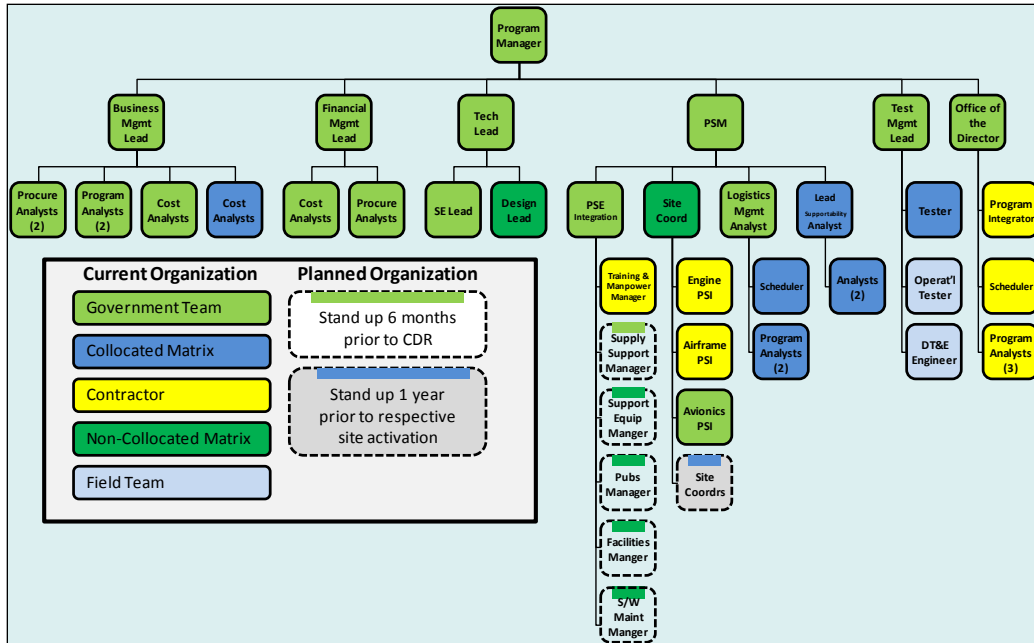 Program
Manager
Business
Mgmt
Lead
Financial
Mgmt
Lead
Tech
Lead
PSM
Test
Mgmt
Lead
Office of
the
Director
Procure
Analysts
(2)
Program
Analysts
(2)
Cost
Analysts
Cost
Analysts
Cost
Analysts
Procure
Analysts
SE Lead
Design
Lead
PSE
Integration
Site
Coord
Logistics
Mgmt
Analyst
Lead
Supportability
Analyst
Tester
Program
Integrator
Training &
Manpower
Manager
Engine
PSI
Scheduler
Analysts
(2)
Operat'l
Tester
Scheduler
Supply
Support
Manager
Airframe
PSI
Program
Analysts
(2)
DT&E
Engineer
Program
Analysts
(3)
Support
Equip
Manger
Avionics
PSI
Pubs
Manager
Site
Coordrs
Facilities
Manger
S/W
Maint
Manger
Current Organization
Government Team
Collocated Matrix
Contractor
Non-Collocated Matrix
Field Team
Planned Organization
Stand up 6 months
prior to CDR
Stand up 1 year
prior to respective
site activation